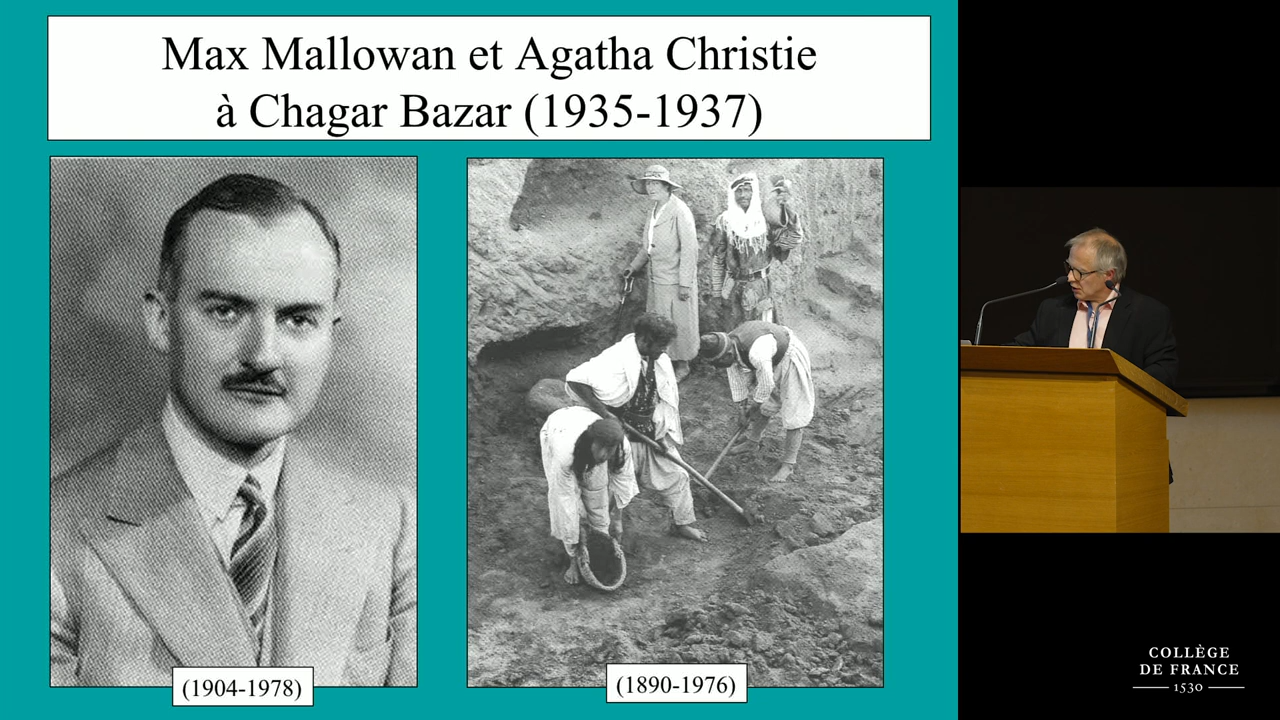 Max Mallowan et Agatha Christie
à Chagar Bazar (1935-1937)
(1904-1978)
(1890-1976)
COLLÈGE
DE FRANCE
1530